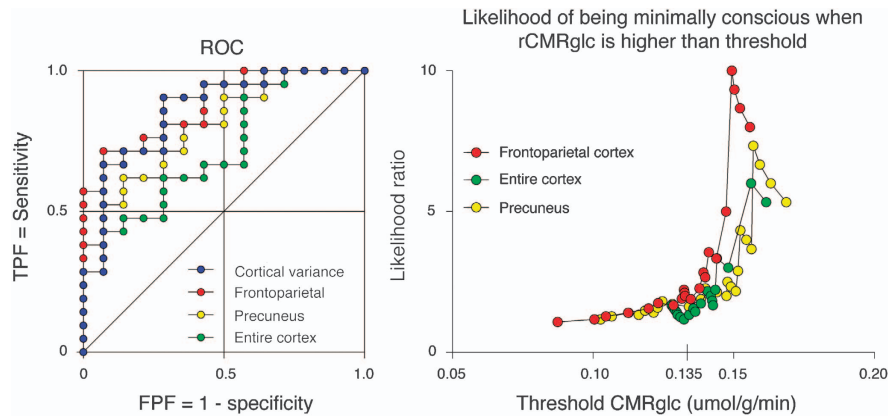 ROC
1.0
0.5
0
TPF = Sensitivity
Cortical variance
Frontoparietal
Precuneus
Entire cortex
0
0.5
1.0
FPF = 1 - specificity
Likelihood of being minimally conscious when
rCMRglc is higher than threshold
10
5
0
Likelihood ratio
Frontoparietal cortex
Entire cortex
Precuneus
0.05
0.10
0.135
0.15
0.20
Threshold CMRglc (umol/g/min)